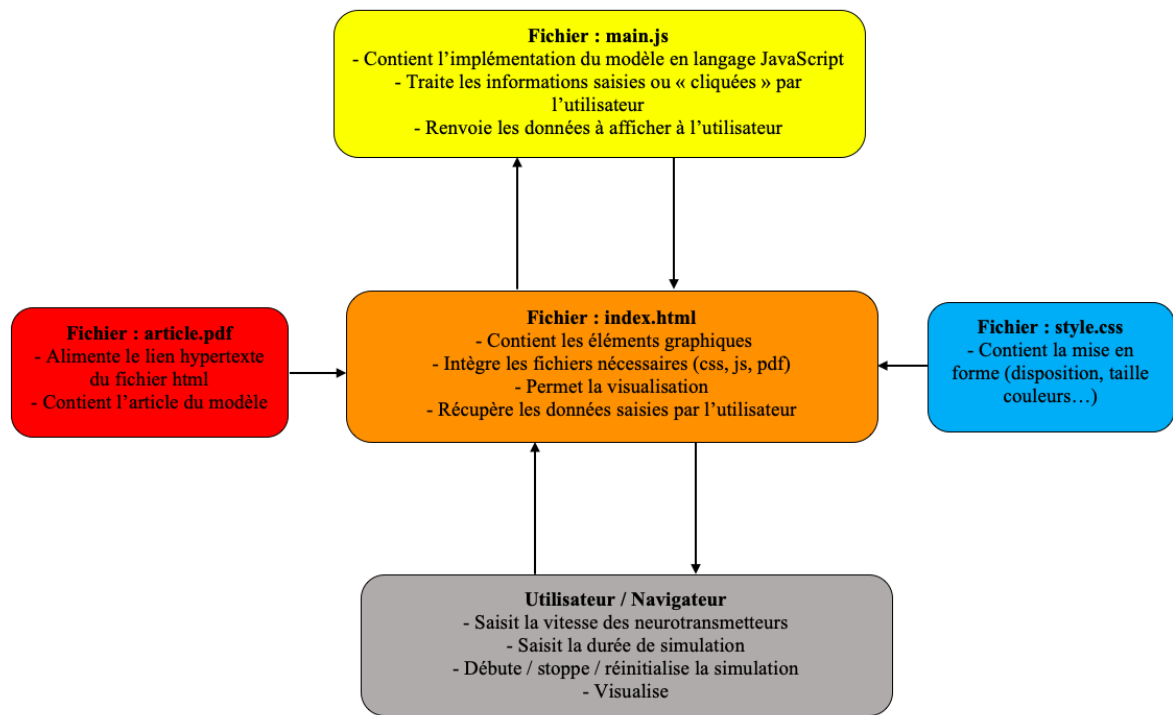 Fichier : main.js
- Contient l’implémentation du modèle en langage JavaScript
- Traite les informations saisies ou « cliquées » par
l’utilisateur
- Renvoie les données à afficher à l’utilisateur
Fichier : article.pdf
- Alimente le lien hypertexte
du fichier html
- Contient l’article du modèle
Fichier : index.html
- Contient les éléments graphiques
- Intègre les fichiers nécessaires (css, js, pdf)
- Permet la visualisation
- Récupère les données saisies par l’utilisateur
Fichier : style.css
- Contient la mise en
forme (disposition, taille
couleurs…)
Utilisateur / Navigateur
- Saisit la vitesse des neurotransmetteurs
- Saisit la durée de simulation
- Débute / stoppe / réinitialise la simulation
- Visualise